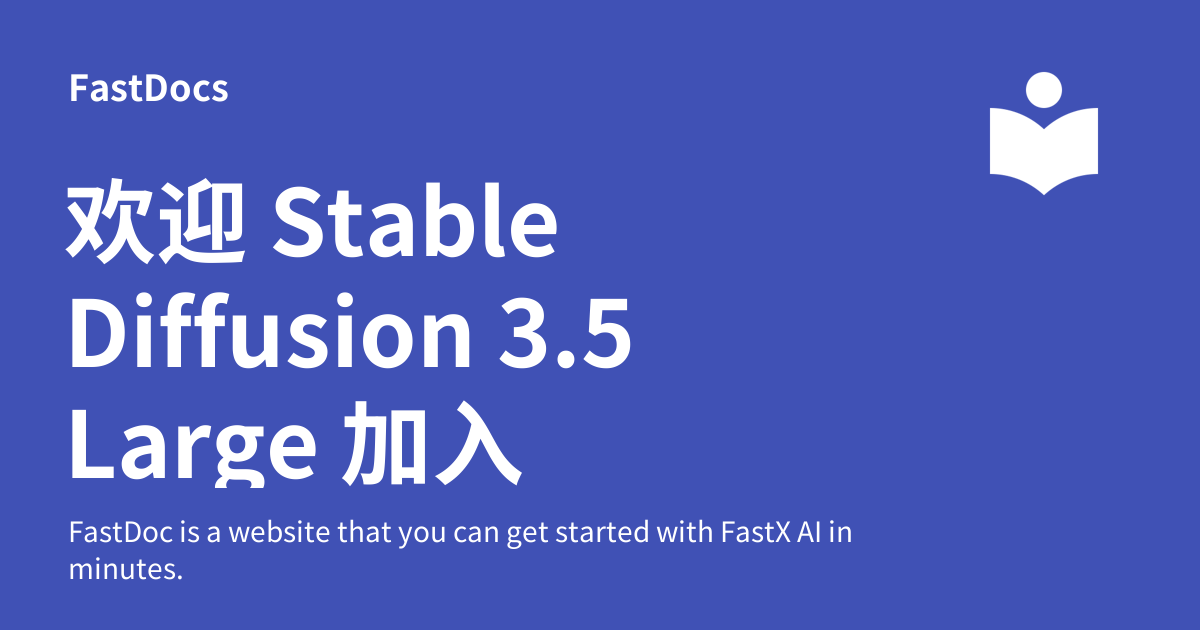 FastDocs
欢迎 Stable
Diffusion 3.5
Large 加入
FastDoc is a website that you can get started with FastX AI in
minutes.